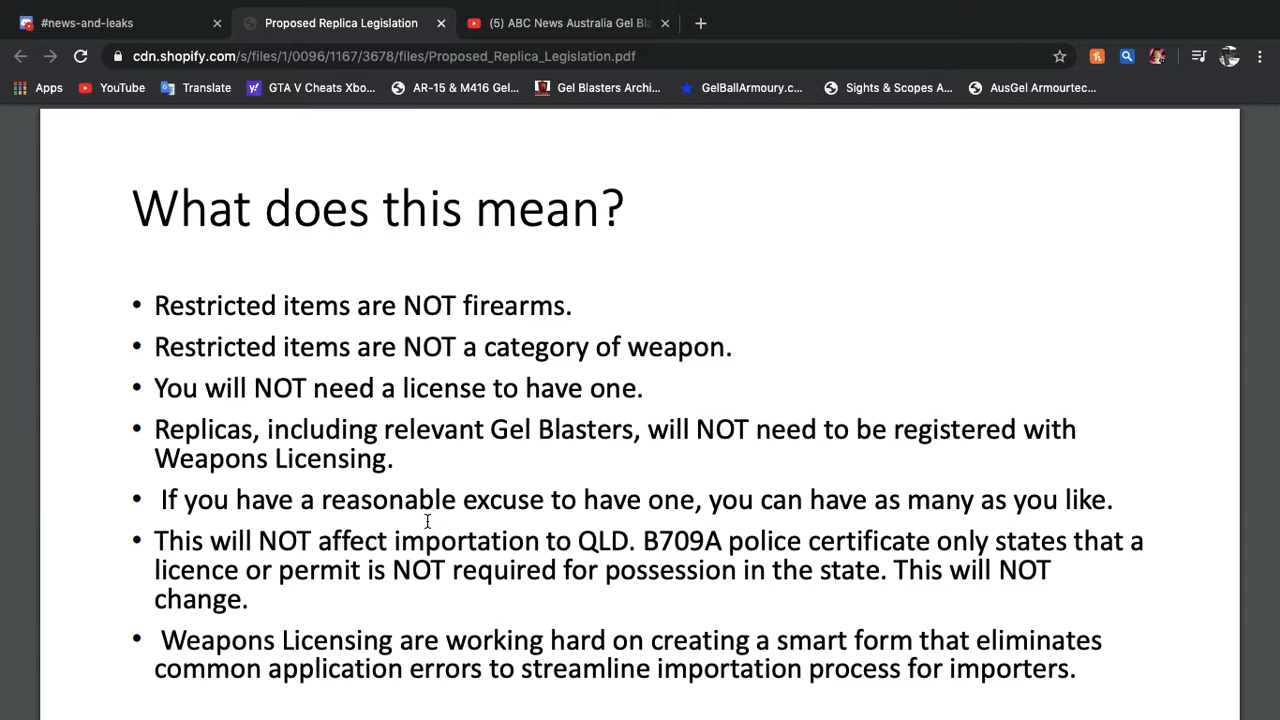 #news-and-leaks
Proposed Replica Legislation
(5) ABC News Australia Gel Bla
cdn.shopify.com/s/files/1/0096/1167/3678/files/Proposed_Replica_Legislation.pdf
Apps
YouTube
Translate
GTA V Cheats Xbo...
AR-15 & M416 Gel...
Gel Blasters Archi...
GelBallArmoury.c...
Sights & Scopes A...
AusGel Armourtec...
What does this mean?
• Restricted items are NOT firearms.
• Restricted items are NOT a category of weapon.
• You will NOT need a license to have one.
• Replicas, including relevant Gel Blasters, will NOT need to be registered with
Weapons Licensing.
• If you have a reasonable excuse to have one, you can have as many as you like.
• This will NOT affect importation to QLD. B709A police certificate only states that a
licence or permit is NOT required for possession in the state. This will NOT
change.
• Weapons Licensing are working hard on creating a smart form that eliminates
common application errors to streamline importation process for importers.